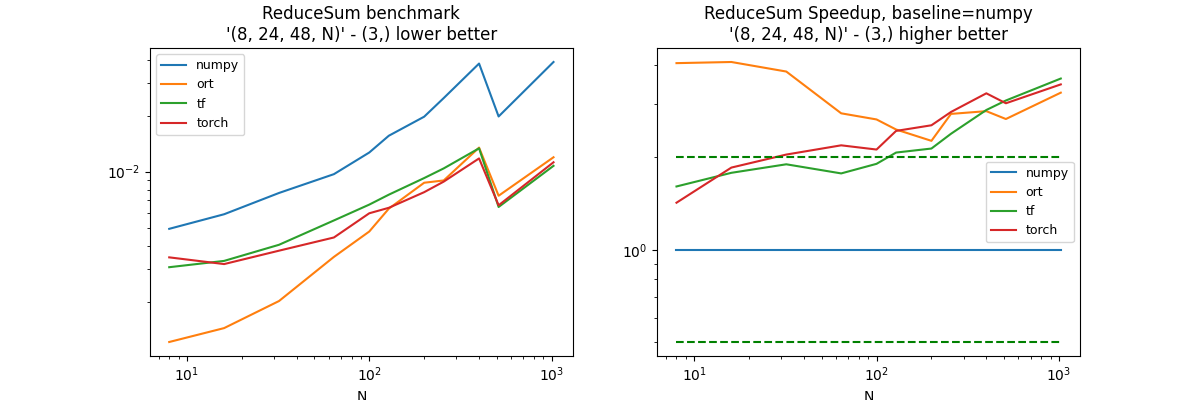 ReduceSum benchmark
'(8, 24, 48, N)' - (3,) lower better
numpy
ort
tf
torch
10⁻²
10¹
10²
10³
N
ReduceSum Speedup, baseline=numpy
'(8, 24, 48, N)' - (3,) higher better
numpy
ort
tf
torch
10⁰
10¹
10²
10³
N